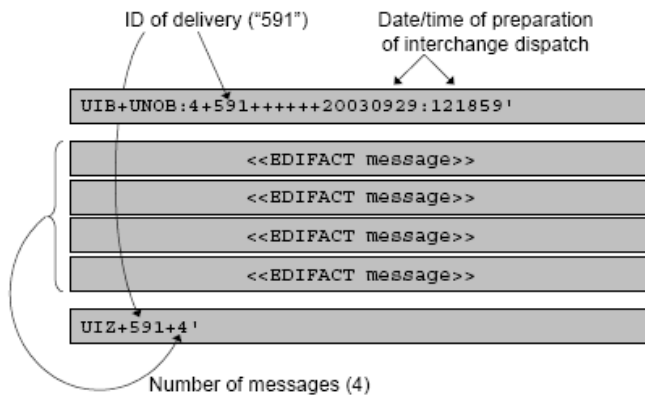 ID of delivery (“591”)
Date/time of preparation
of interchange dispatch
UIB+UNOB:4+591++++++20030929:121859'
<<EDIFACT message>>
<<EDIFACT message>>
<<EDIFACT message>>
<<EDIFACT message>>
UIZ+591+4'
Number of messages (4)